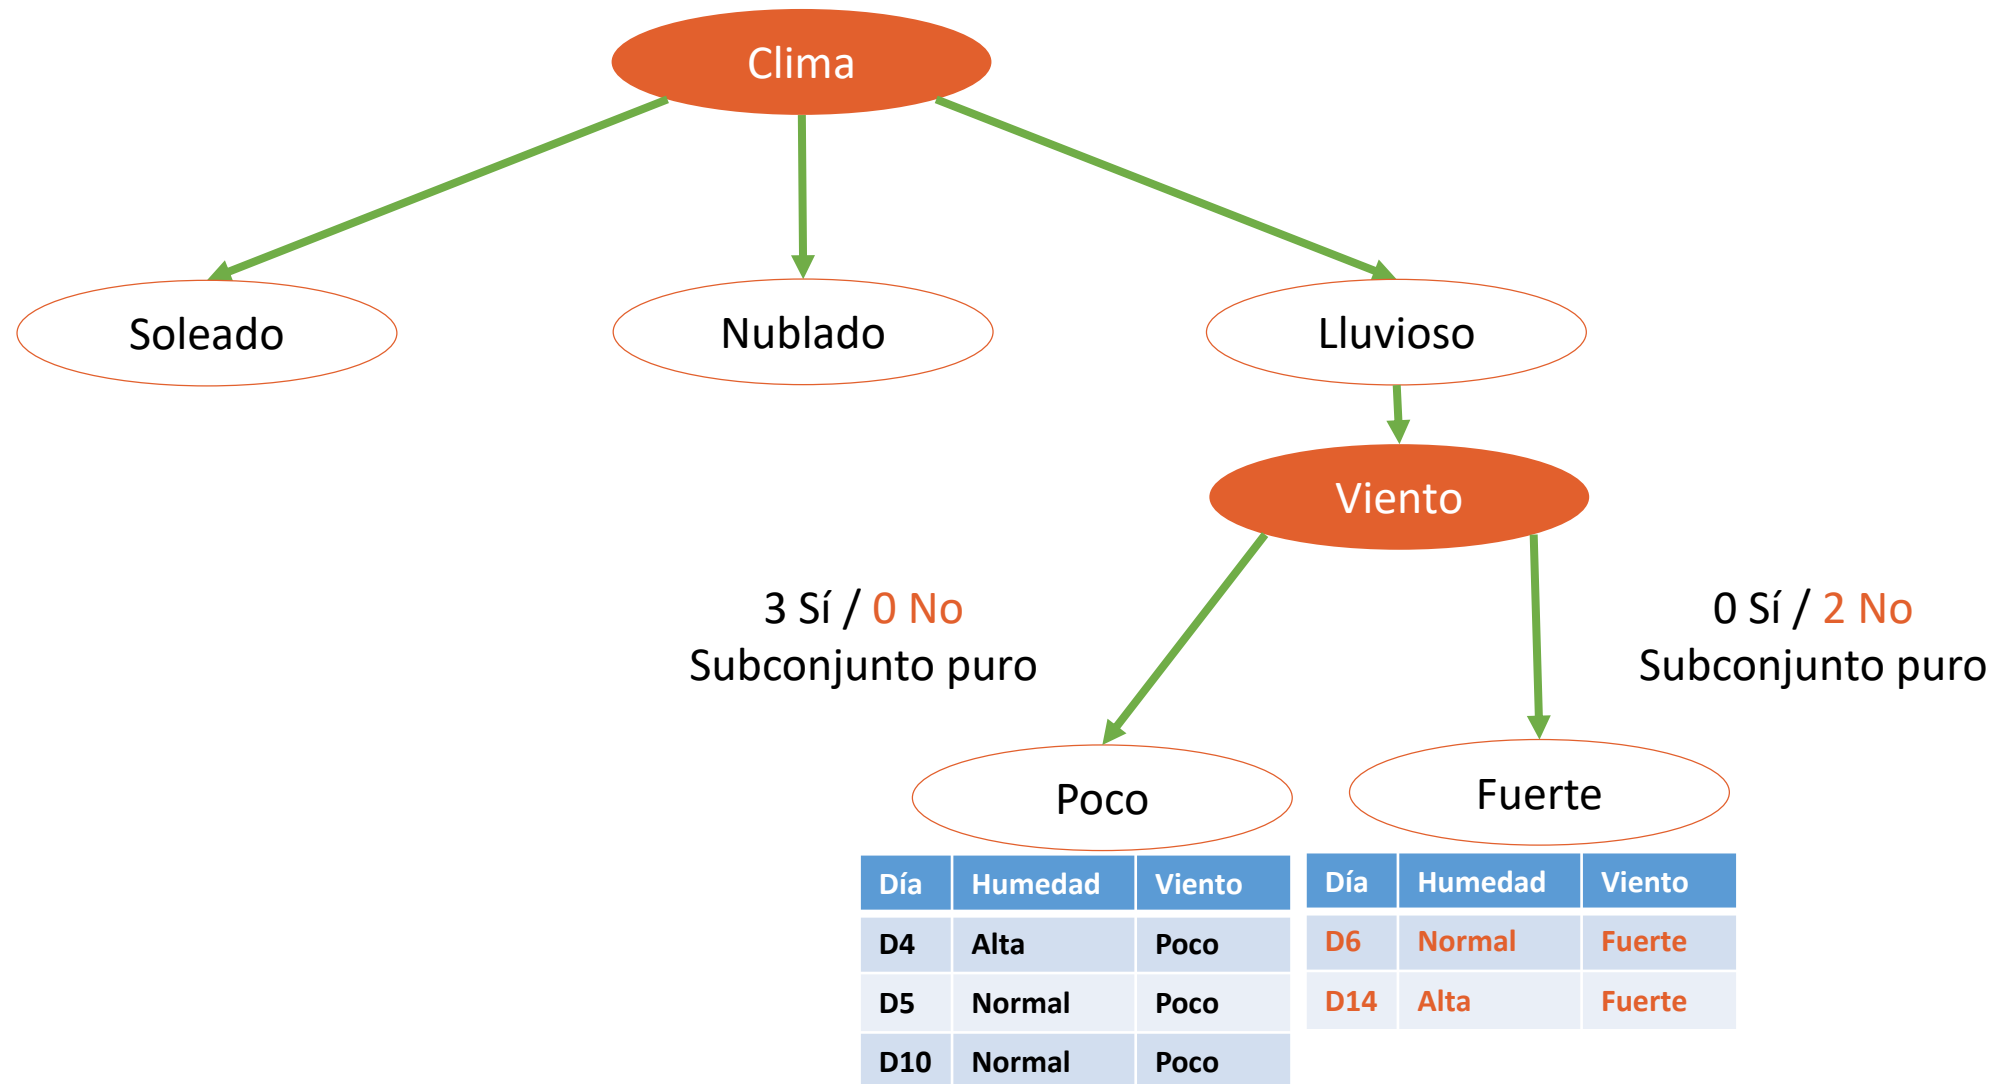 Clima
Soleado
Nublado
Lluvioso
Viento
3 Sí / 0 No
Subconjunto puro
0 Sí / 2 No
Subconjunto puro
Poco
Fuerte
Día Humedad Viento
D4 Alta Poco
D5 Normal Poco
D10 Normal Poco
Día Humedad Viento
D6 Normal Fuerte
D14 Alta Fuerte